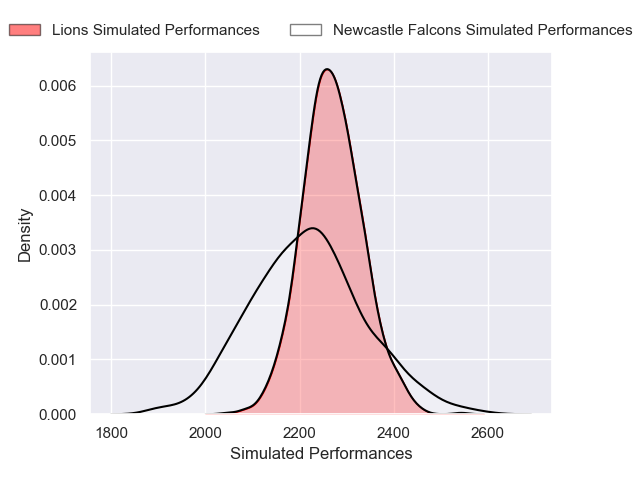 Lions Simulated Performances
Newcastle Falcons Simulated Performances
0.006
0.005
0.004
0.003
0.002
0.001
0.000
Density
1800 2000 2200 2400 2600
Simulated Performances